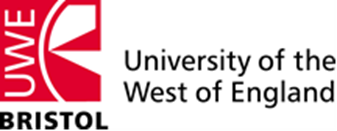 UWE
BRISTOL
University of the
West of England